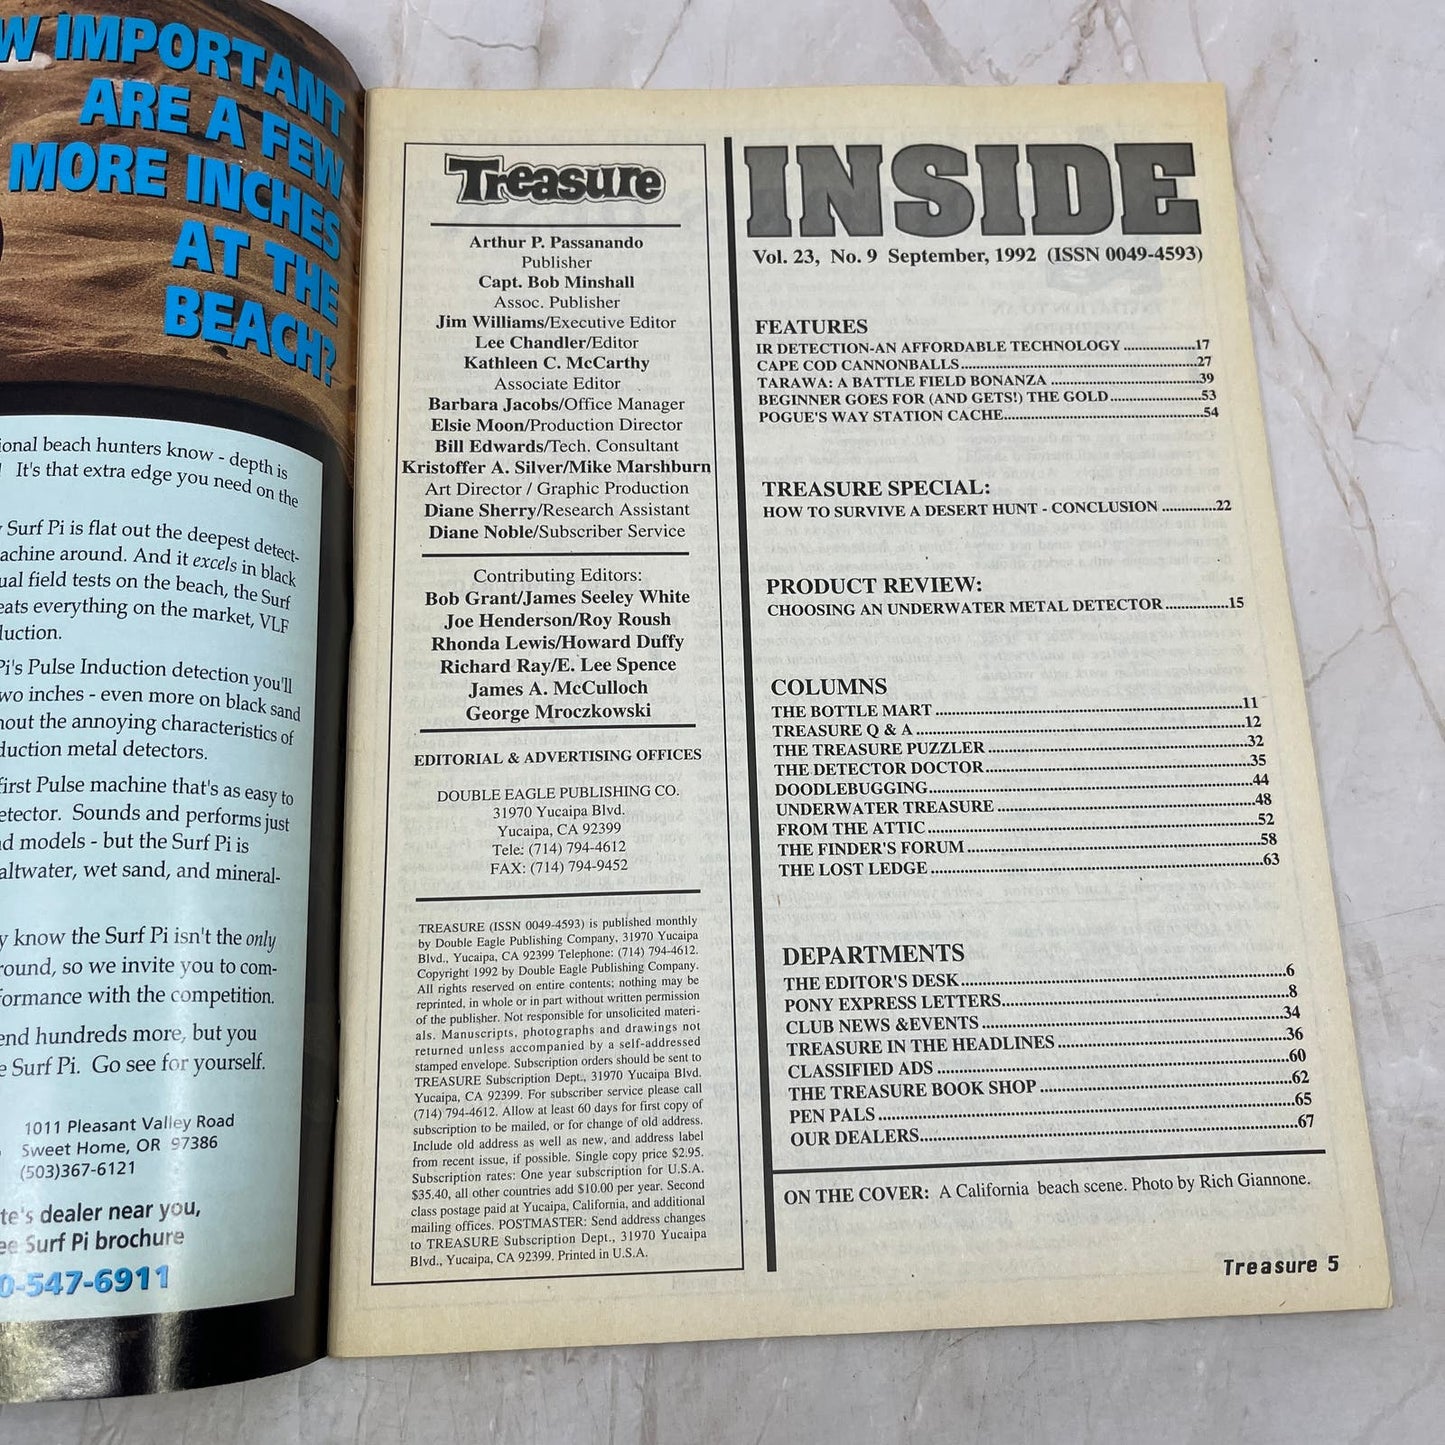 IMPORTANT
ARE A FEW
MORE INCHES
AT THE
BEACH?
beach hunters know - depth is
It's that extra edge you need on the
Surf Pi is flat out the deepest detect-
around. And it excels in black
field tests on the beach, the Surf
everything on the market, VLF
Pi's Pulse Induction detection you'll
two inches - even more on black sand
the annoying characteristics of
metal detectors.
first Pulse machine that's as easy to
Sounds and performs just
models - but the Surf Pi is
wet sand, and mineral-
know the Surf Pi isn't the only
so we invite you to com-
with the competition.
hundreds more, but you
Surf Pi. Go see for yourself.
1011 Pleasant Valley Road
Sweet Home, OR 97386
(503)367-6121
dealer near you,
Surf Pi brochure
0-547-6911
Treasure
Arthur P. Passanando
Publisher
Capt. Bob Minshall
Assoc. Publisher
Jim Williams/Executive Editor
Lee Chandler/Editor
Kathleen C. McCarthy
Associate Editor
Barbara Jacobs/Office Manager
Elsie Moon/Production Director
Bill Edwards/Tech. Consultant
Kristoffer A. Silver/Mike Marshburn
Art Director / Graphic Production
Diane Sherry/Research Assistant
Diane Noble/Subscriber Service
Contributing Editors:
Bob Grant/James Seeley White
Joe Henderson/Roy Roush
Rhonda Lewis/Howard Duffy
Richard Ray/E. Lee Spence
James A. McCulloch
George Mroczkowski
EDITORIAL & ADVERTISING OFFICES
DOUBLE EAGLE PUBLISHING CO.
31970 Yucaipa Blvd.
Yucaipa, CA 92399
Tele: (714) 794-4612
FAX: (714) 794-9452
TREASURE (ISSN 0049-4593) is published monthly
by Double Eagle Publishing Company, 31970 Yucaipa
Blvd., Yucaipa, CA 92399 Telephone: (714) 794-4612.
Copyright 1992 by Double Eagle Publishing Company.
All rights reserved on entire contents; nothing may be
reprinted, in whole or in part without written permission
of the publisher. Not responsible for unsolicited materi-
als. Manuscripts, photographs and drawings not
returned unless accompanied by a self-addressed
stamped envelope. Subscription orders should be sent to
TREASURE Subscription Dept., 31970 Yucaipa Blvd.
Yucaipa, CA 92399. For subscriber service please call
(714) 794-4612. Allow at least 60 days for first copy of
subscription to be mailed, or for change of old address.
Include old address as well as new, and address label
from recent issue, if possible. Single copy price $2.95.
Subscription rates: One year subscription for U.S.A.
$35.40, all other countries add $10.00 per year. Second
class postage paid at Yucaipa, California, and additional
mailing offices. POSTMASTER: Send address changes
to TREASURE Subscription Dept., 31970 Yucaipa
Blvd., Yucaipa, CA 92399. Printed in U.S.A.
INSIDE
Vol. 23, No. 9 September, 1992 (ISSN 0049-4593)
FEATURES
IR DETECTION-AN AFFORDABLE TECHNOLOGY ...................17
CAPE COD CANNONBALLS...............................................................27
TARAWA: A BATTLE FIELD BONANZA ........................................39
BEGINNER GOES FOR (AND GETS!) THE GOLD.........................53
POGUE'S WAY STATION CACHE.....................................................54
TREASURE SPECIAL:
HOW TO SURVIVE A DESERT HUNT - CONCLUSION .............22
PRODUCT REVIEW:
CHOOSING AN UNDERWATER METAL DETECTOR................15
COLUMNS
THE BOTTLE MART ..............................................................................11
TREASURE Q & A ..................................................................................12
THE TREASURE PUZZLER .................................................................32
THE DETECTOR DOCTOR..................................................................35
DOODLEBUGGING................................................................................44
UNDERWATER TREASURE ................................................................48
FROM THE ATTIC.................................................................................52
THE FINDER'S FORUM .......................................................................58
THE LOST LEDGE ................................................................................63
DEPARTMENTS
THE EDITOR'S DESK..............................................................................6
PONY EXPRESS LETTERS.....................................................................8
CLUB NEWS &EVENTS ........................................................................34
TREASURE IN THE HEADLINES .......................................................36
CLASSIFIED ADS ..................................................................................60
THE TREASURE BOOK SHOP .............................................................62
PEN PALS ................................................................................................65
OUR DEALERS........................................................................................67
ON THE COVER: A California beach scene. Photo by Rich Giannone.
Treasure 5